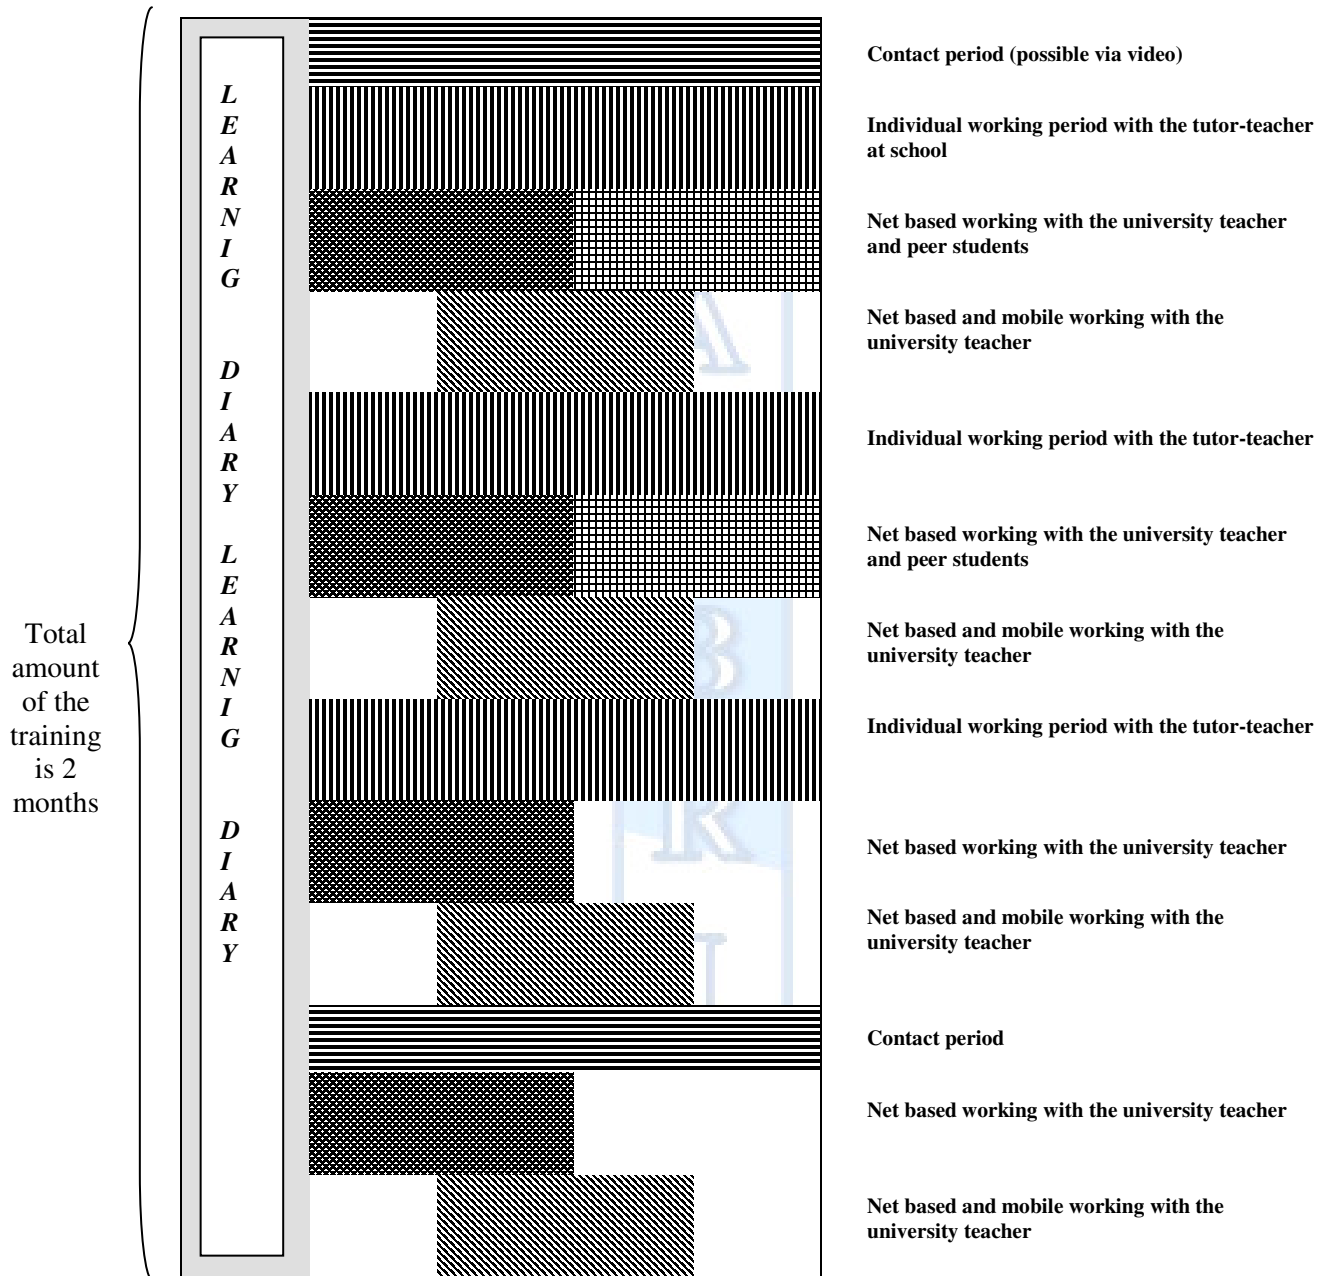 Total
amount
of the
training
is 2
months
L
E
A
R
N
I
G
D
I
A
R
Y
L
E
A
R
N
I
G
D
I
A
R
Y
Contact period (possible via video)
Individual working period with the tutor-teacher
at school
Net based working with the university teacher
and peer students
Net based and mobile working with the
university teacher
Individual working period with the tutor-teacher
Net based working with the university teacher
and peer students
Net based and mobile working with the
university teacher
Individual working period with the tutor-teacher
Net based working with the university teacher
Net based and mobile working with the
university teacher
Contact period
Net based working with the university teacher
Net based and mobile working with the
university teacher